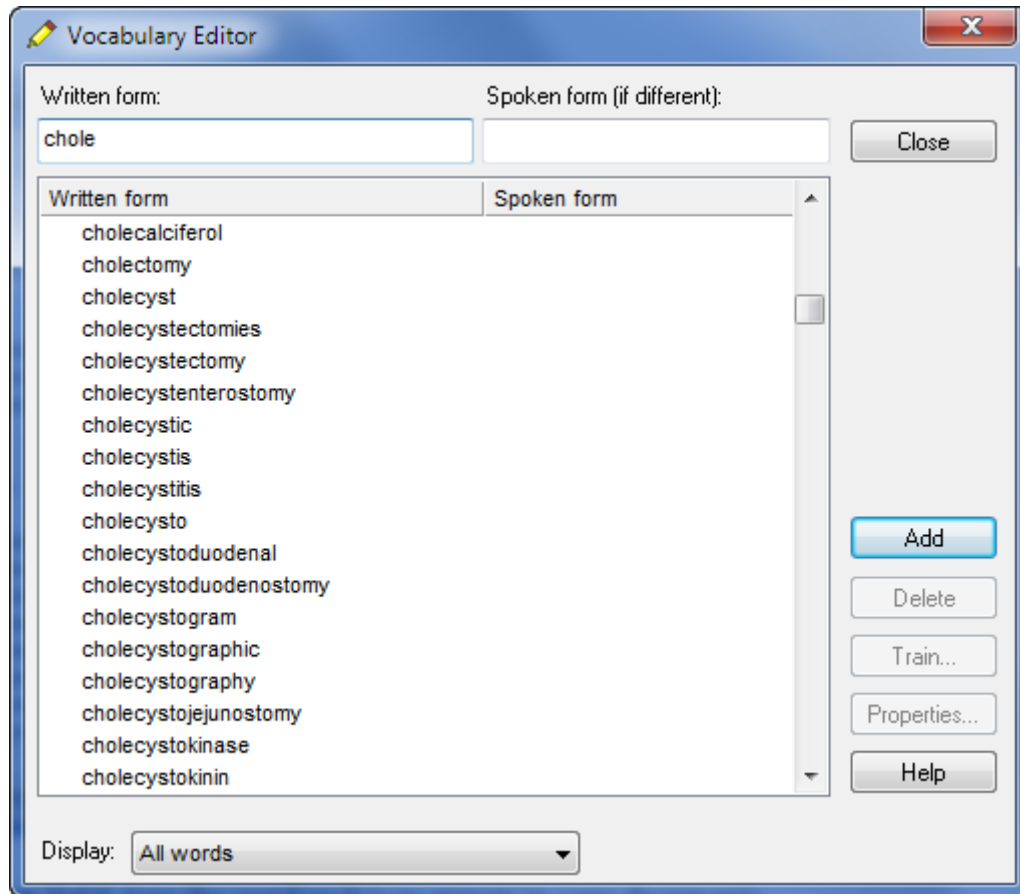 Vocabulary Editor
Written form: Spoken form (if different):
chole Close
Written form Spoken form
cholecalciferol
cholectomy
cholecyst
cholecystectomies
cholecystectomy
cholecystenterostomy
cholecystic
cholecystis
cholecystitis
cholecysto
cholecystoduodenal
cholecystoduodenostomy
cholecystogram
cholecystographic
cholecystography
cholecystojejunostomy
cholecystokinase
cholecystokinin
Add
Delete
Train...
Properties...
Help
Display: All words